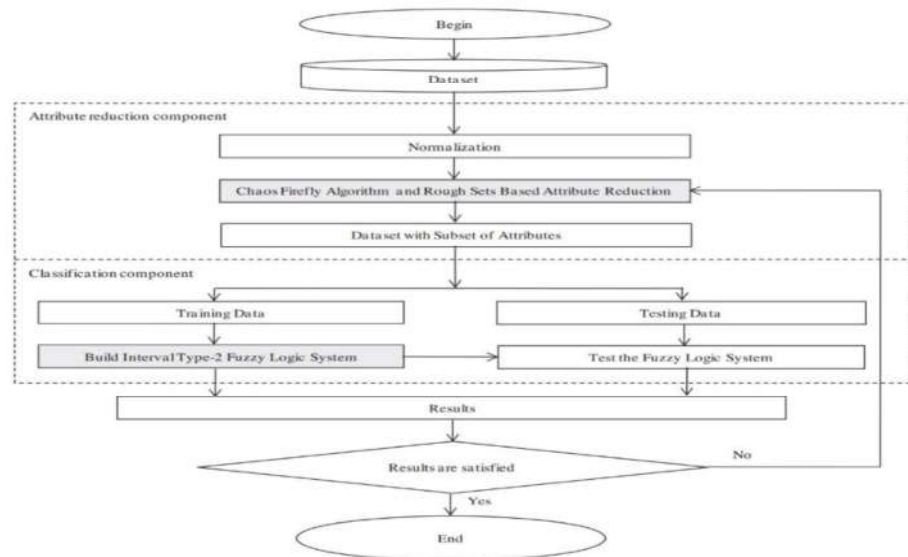 Begin
Dataset
Attribute reduction component
Normalization
Chaos Firefly Algorithm and Rough Sets Based Attribute Reduction
Dataset with Subset of Attributes
Classification component
Training Data
Testing Data
Build Interval Type-2 Fuzzy Logic System
Test the Fuzzy Logic System
Results
Results are satisfied
No
Yes
End